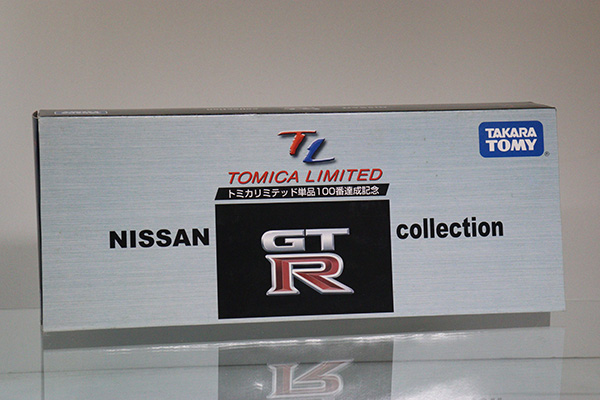 TL
TOMICA LIMITED
トミカリミテッド単品100番達成記念
NISSAN GT R collection
TAKARA
TOMY